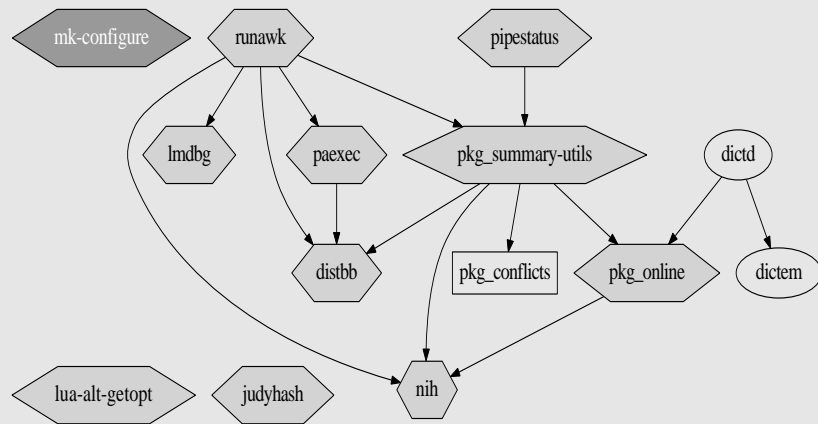 mk-configure
runawk
pipestatus
lmdbg
paexec
pkg_summary-utils
dictd
distbb
pkg_conflicts
pkg_online
dictem
lua-alt-getopt
judyhash
nih